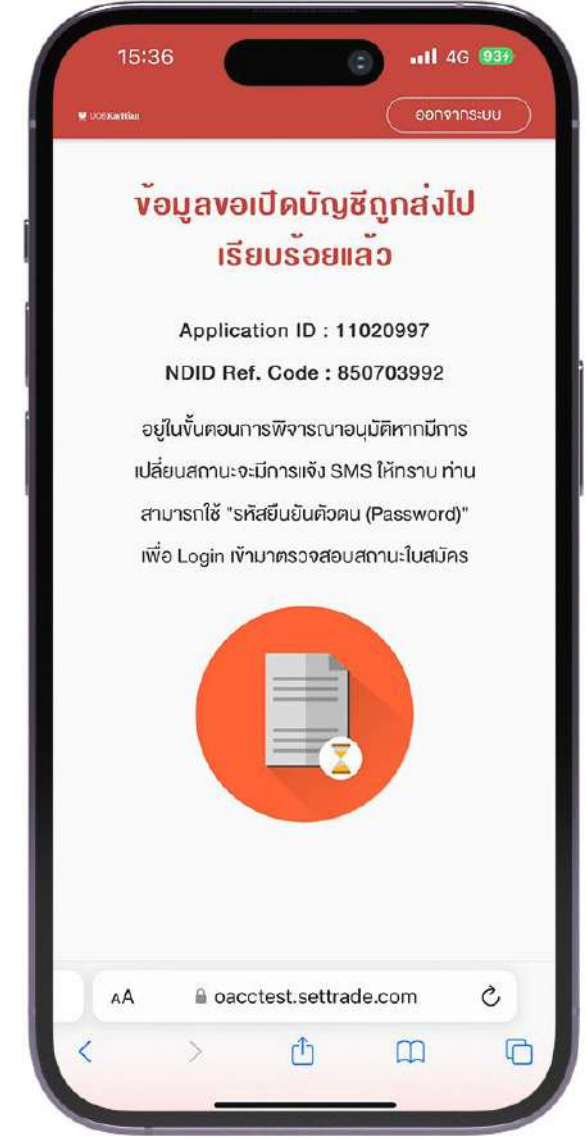 15:36
4G 93
UOBKayHian
ออกจากระบบ
ข้อมูลขอเปิดบัญชีถูกส่งไป
เรียบร้อยแล้ว
Application ID : 11020997
NDID Ref. Code : 850703992
อยู่ในขั้นตอนการพิจารณาอนุมัติหากมีการ
เปลี่ยนสถานะจะมีการแจ้ง SMS ให้ทราบ ท่าน
สามารถใช้ "รหัสยืนยันตัวตน (Password)"
เพื่อ Login เข้ามาตรวจสอบสถานะใบสมัคร
AA
oacctest.settrade.com